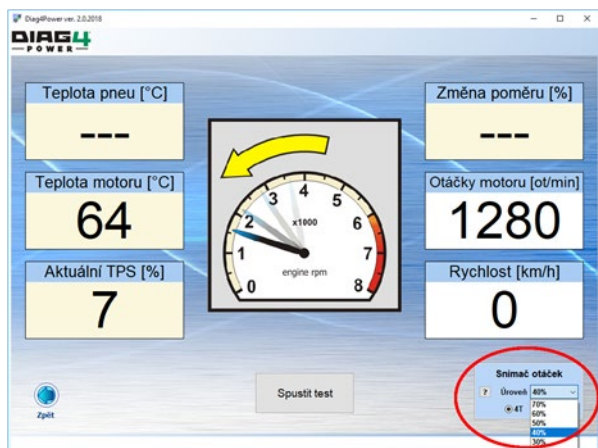 Diag4Power ver. 2.0.2018
DIAG4
POWER
Teplota pneu [°C]
---
Změna poměru [%]
---
Teplota motoru [°C]
64
Otáčky motoru [ot/min]
1280
Aktuální TPS [%]
7
Rychlost [km/h]
0
0 1 2 3 4 5 6 7 8
x1000
engine rpm
Spustit test
Zpět
Snímač otáček
? Úroveň 40%
4T
70%
60%
50%
40%
30%